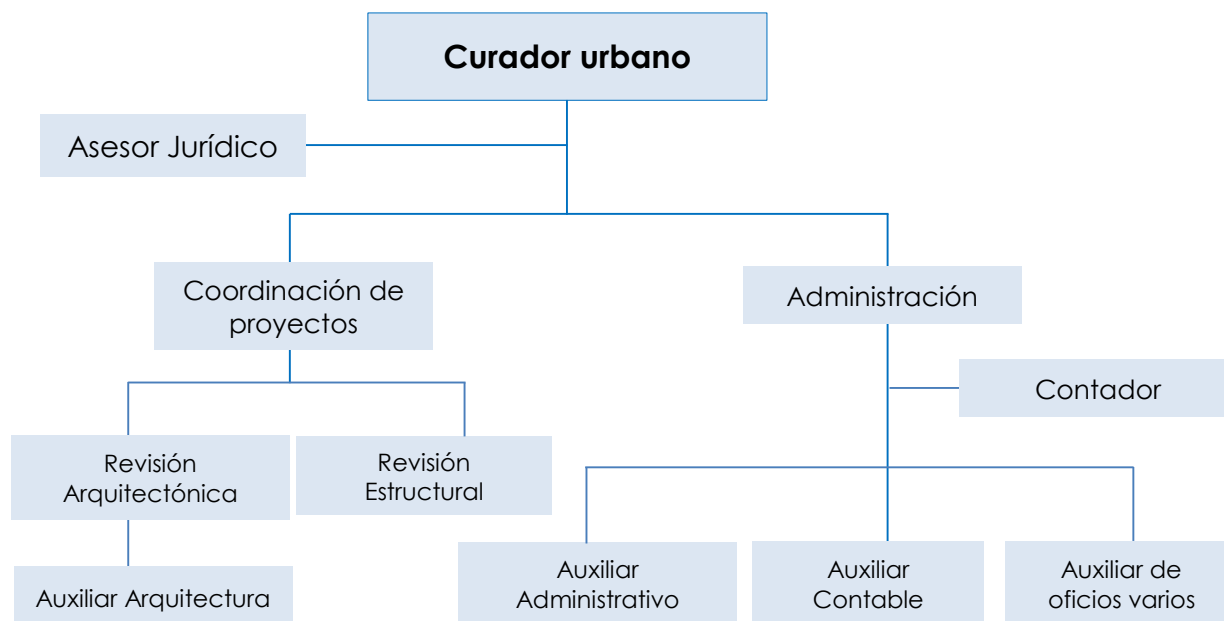 Curador urbano
Asesor Jurídico
Coordinación de
proyectos
Administración
Contador
Revisión
Arquitectónica
Revisión
Estructural
Auxiliar Arquitectura
Auxiliar
Administrativo
Auxiliar
Contable
Auxiliar de
oficios varios